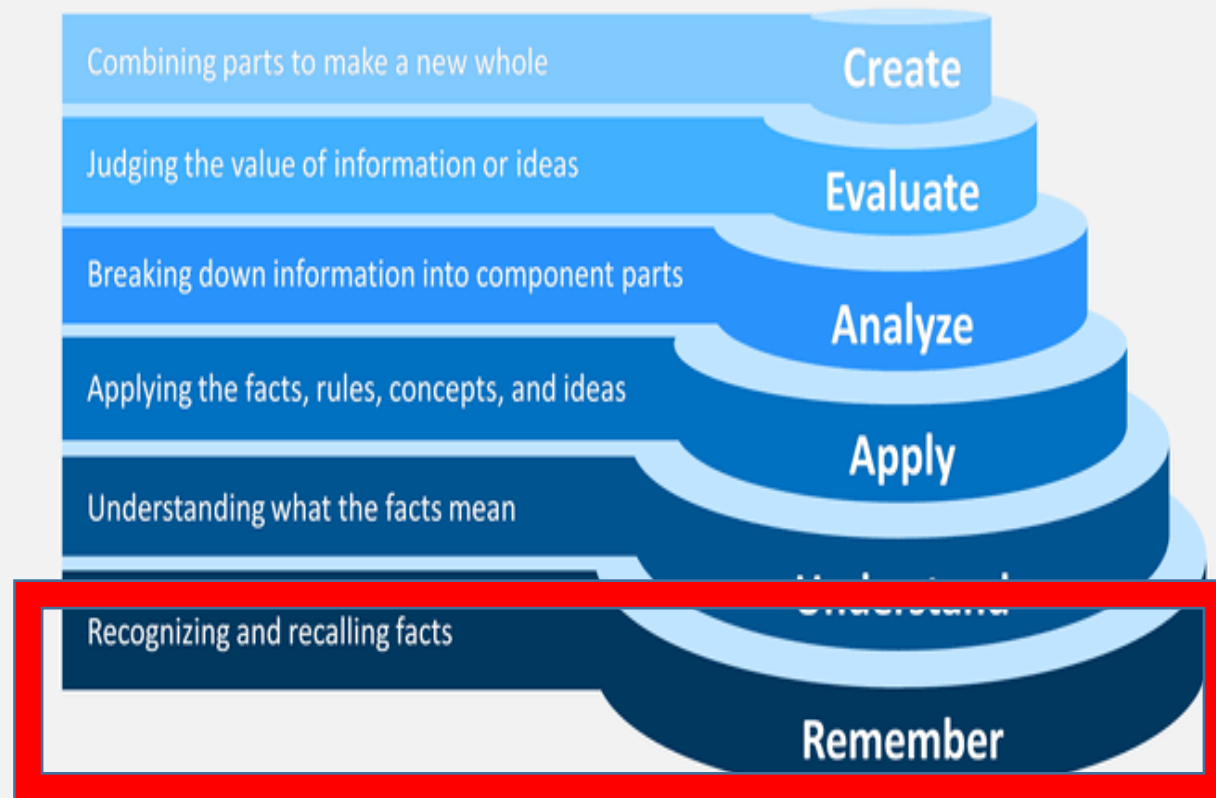 Combining parts to make a new whole
Create
Judging the value of information or ideas
Evaluate
Breaking down information into component parts
Analyze
Applying the facts, rules, concepts, and ideas
Apply
Understanding what the facts mean
Understand
Recognizing and recalling facts
Remember